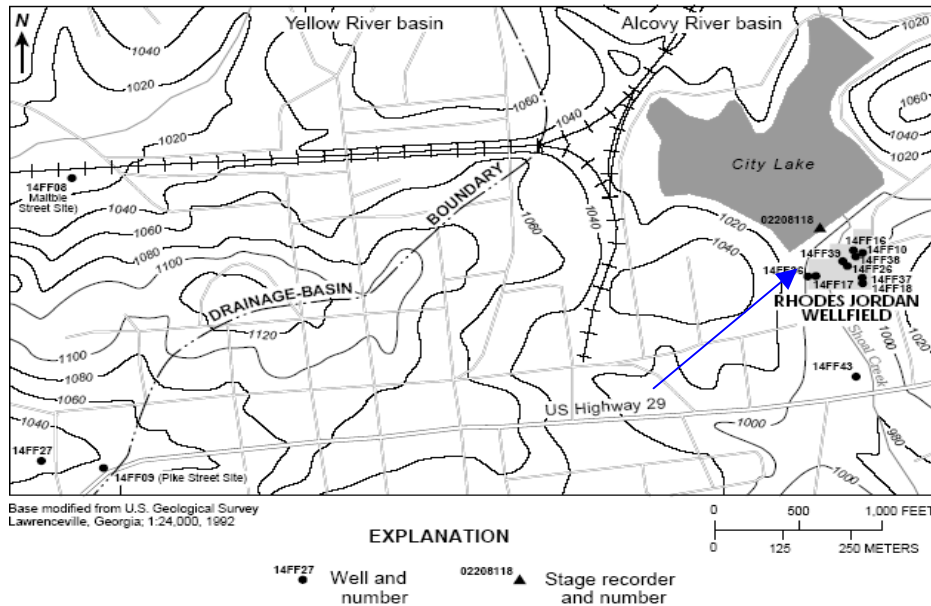 Yellow River basin
Alcovy River basin
N
1040
1020
1020
1060
1040
1020
1060
1040
1020
City Lake
14FF08
Maltbie
Street Site)
1040
1060
1080
1100
BOUNDARY
1060
1040
1020
1040
02208118
14FF16
14FF10
14FF39
14FF38
14FF26
14FF17
14FF37
14FF18
RHODES JORDAN
WELLFIELD
DRAINAGE-BASIN
1120
1100
1080
1060
1040
1000
1020
Shoal Creek
14FF43
US Highway 29
1000
980
1000
14FF27
14FF09 (Pike Street Site)
Base modified from U.S. Geological Survey
Lawrenceville, Georgia; 1:24,000, 1992
0 500 1,000 FEET
0 125 250 METERS
EXPLANATION
14FF27 Well and
number
02208118 Stage recorder
and number